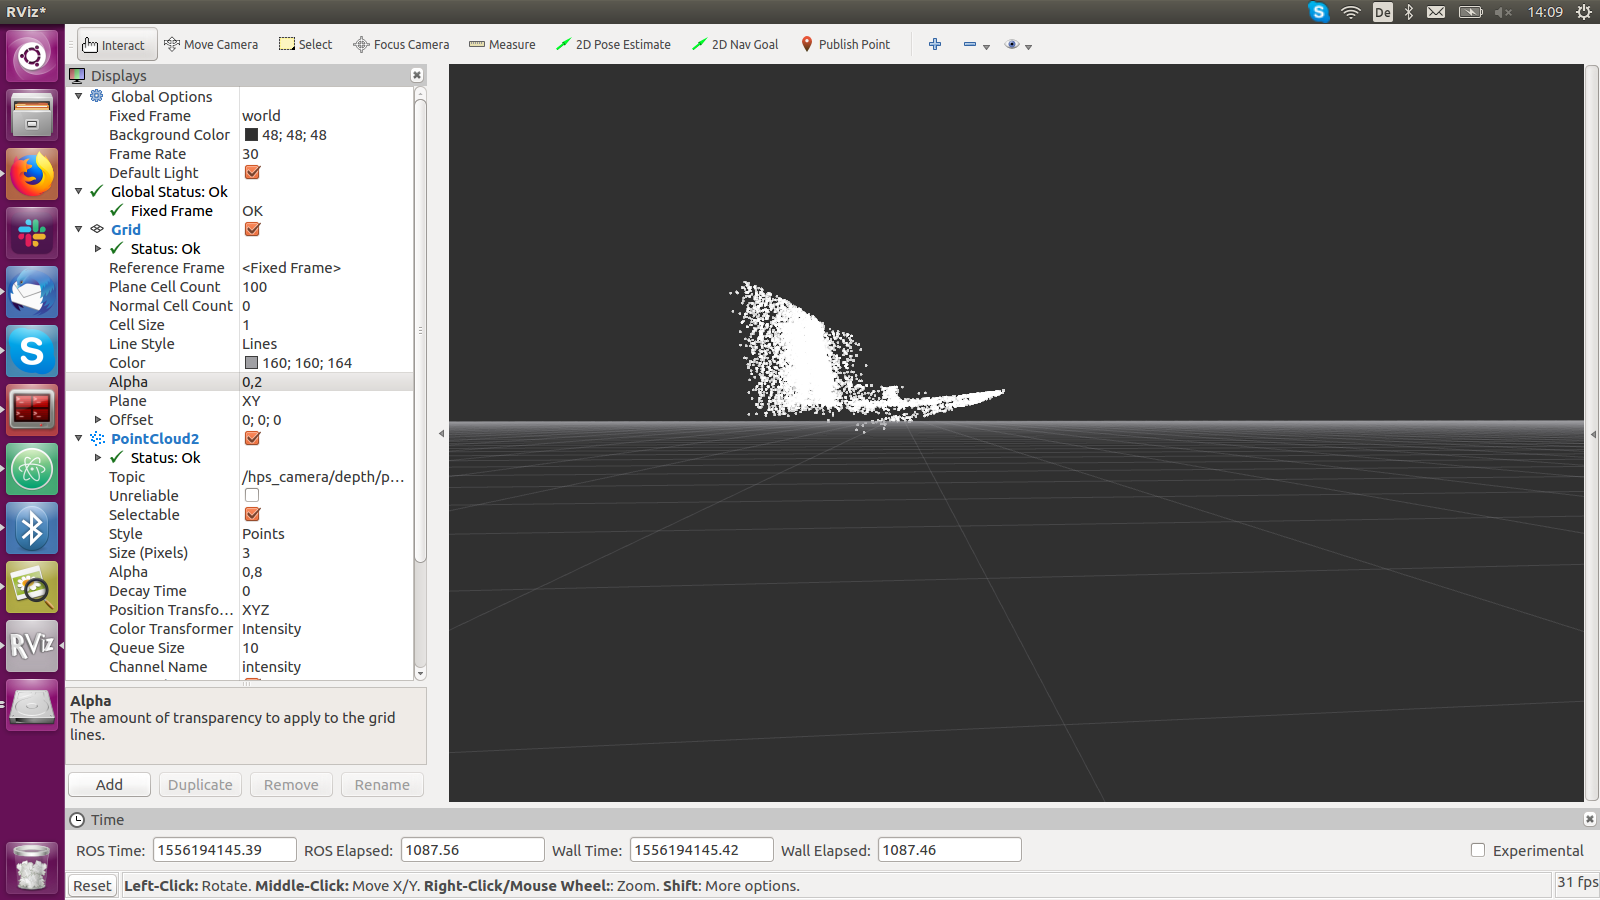 RViz*
De
14:09
Interact
Move Camera
Select
Focus Camera
Measure
2D Pose Estimate
2D Nav Goal
Publish Point
Displays
Global Options
Fixed Frame world
Background Color 48; 48; 48
Frame Rate 30
Default Light
Global Status: Ok
Fixed Frame OK
Grid
Status: Ok
Reference Frame <Fixed Frame>
Plane Cell Count 100
Normal Cell Count 0
Cell Size 1
Line Style Lines
Color 160; 160; 164
Alpha 0,2
Plane XY
Offset 0; 0; 0
PointCloud2
Status: Ok
Topic /hps_camera/depth/p...
Unreliable
Selectable
Style Points
Size (Pixels) 3
Alpha 0,8
Decay Time 0
Position Transfo... XYZ
Color Transformer Intensity
Queue Size 10
Channel Name intensity
RViz
Alpha
The amount of transparency to apply to the grid
lines.
Add Duplicate Remove Rename
Time
ROS Time: 1556194145.39 ROS Elapsed: 1087.56 Wall Time: 1556194145.42 Wall Elapsed: 1087.46 Experimental
Reset Left-Click: Rotate. Middle-Click: Move X/Y. Right-Click/Mouse Wheel:: Zoom. Shift: More options. 31 fps